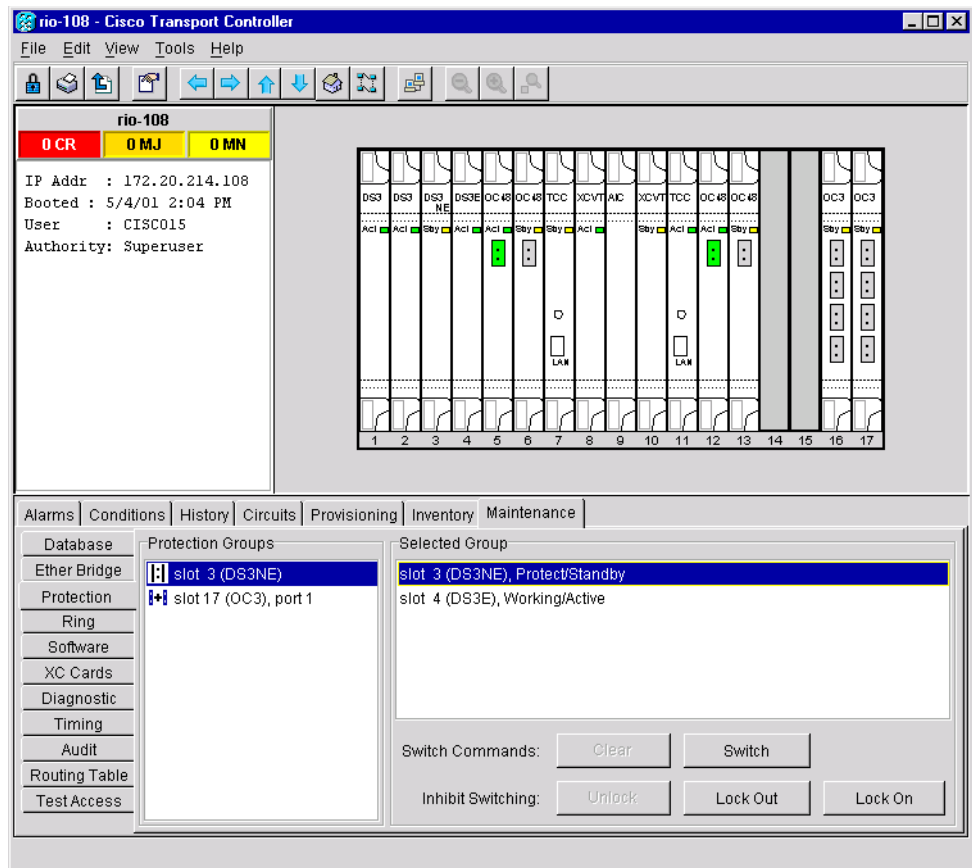 rio-108 - Cisco Transport Controller
File Edit View Tools Help
rio-108
0 CR 0 MJ 0 MN
IP Addr : 172.20.214.108
Booted : 5/4/01 2:04 PM
User : CISCO15
Authority: Superuser
DS3 DS3 DS3 NE DS3E OC48 OC48 TCC XCVT AIC XCVT TCC OC48 OC48 OC3 OC3
Act Act Sby Act Act Sby Sby Act Sby Act Act Sby Sby Sby
LAN LAN
1 2 3 4 5 6 7 8 9 10 11 12 13 14 15 16 17
Alarms Conditions History Circuits Provisioning Inventory Maintenance
Database
Ether Bridge
Protection
Ring
Software
XC Cards
Diagnostic
Timing
Audit
Routing Table
Test Access
Protection Groups
slot 3 (DS3NE)
slot 17 (OC3), port 1
Selected Group
slot 3 (DS3NE), Protect/Standby
slot 4 (DS3E), Working/Active
Switch Commands: Clear Switch
Inhibit Switching: Unlock Lock Out Lock On